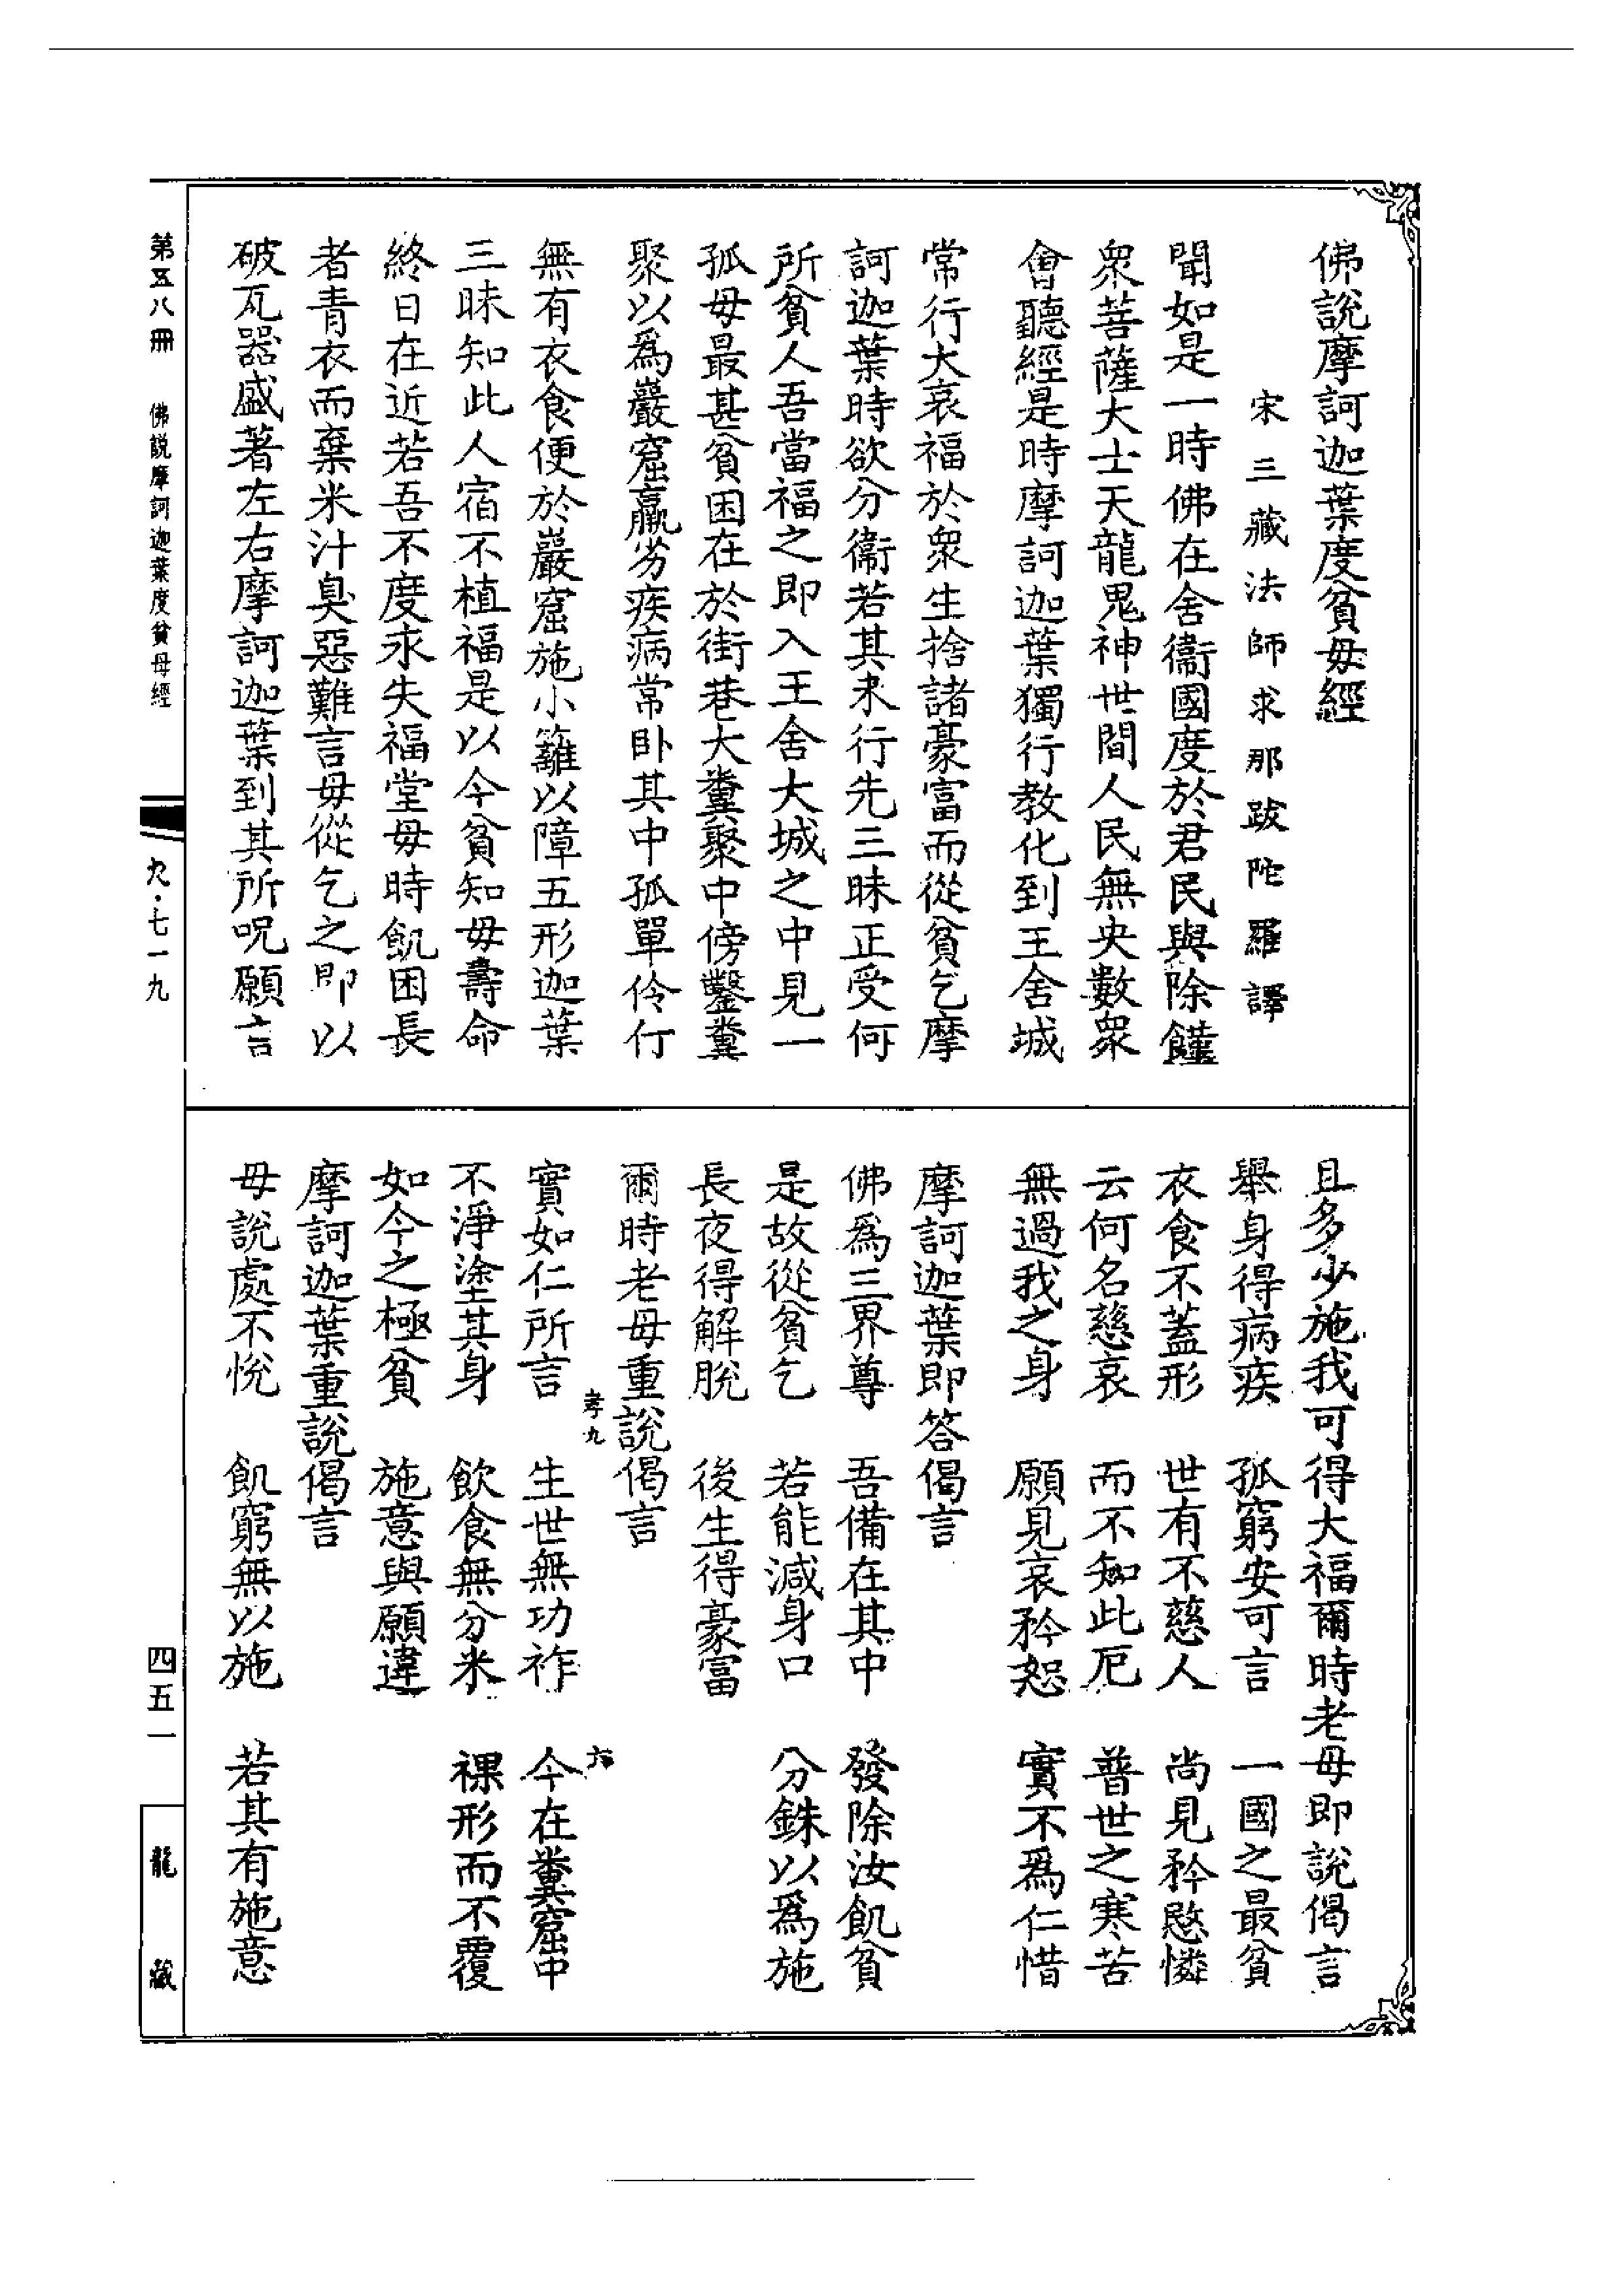 佛說摩訶迦葉度貧母經
宋三藏法師求那跋陀羅譯
聞如是一時佛在舍衞國度於君民與除饉
衆菩薩大士天龍鬼神世間人民無央數衆
會聽經是時摩訶迦葉獨行教化到王舍城
常行大哀福於衆生捨諸豪富而從貧乞摩
訶迦葉時欲分衞若其未行先三昧正受何
所貧人吾當福之即入王舍大城之中見一
孤母最甚貧困在於街巷大糞聚中傍鑿糞
聚以爲巖窟羸劣疾病常卧其中孤單伶仃
無有衣食便於巖窟施小籬以障五形迦葉
三昧知此人宿不植福是以今貧知母壽命
終日在近若吾不度永失福堂母時飢困長
者青衣而棄米汁臭惡難言母從乞之即以
破瓦器盛著左右摩訶迦葉到其所呪願言
且多少施我可得大福爾時老母即說偈言
舉身得病疾　孤窮安可言　一國之最貧
衣食不蓋形　世有不慈人　尚見矜愍憐
云何名慈哀　而不知此厄　普世之寒苦
無過我之身　願見哀矜恕　實不爲仁惜
摩訶迦葉即答偈言
佛爲三界尊　吾備在其中　發除汝飢貧
是故從貧乞　若能減身口　分銖以爲施
長夜得解脫　後生得豪富
爾時老母重說偈言
孝九　六
實如仁所言　生世無功祚　今在糞窟中
不淨塗其身　飲食無分米　裸形而不覆
如今之極貧　施意與願違
摩訶迦葉重說偈言
母說處不悅　飢窮無以施　若其有施意
第五八冊　佛説摩訶迦葉度貧母經　九・七一九　四五一　龍藏